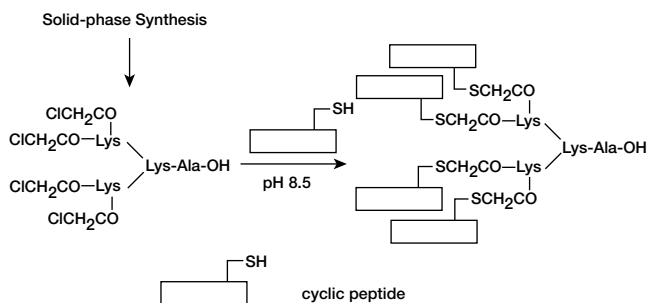 Solid-phase Synthesis
ClCH₂CO
ClCH₂CO–Lys
Lys-Ala-OH
ClCH₂CO–Lys
ClCH₂CO
SH
pH 8.5
SCH₂CO
SCH₂CO–Lys
Lys-Ala-OH
SCH₂CO–Lys
SCH₂CO
SH
cyclic peptide